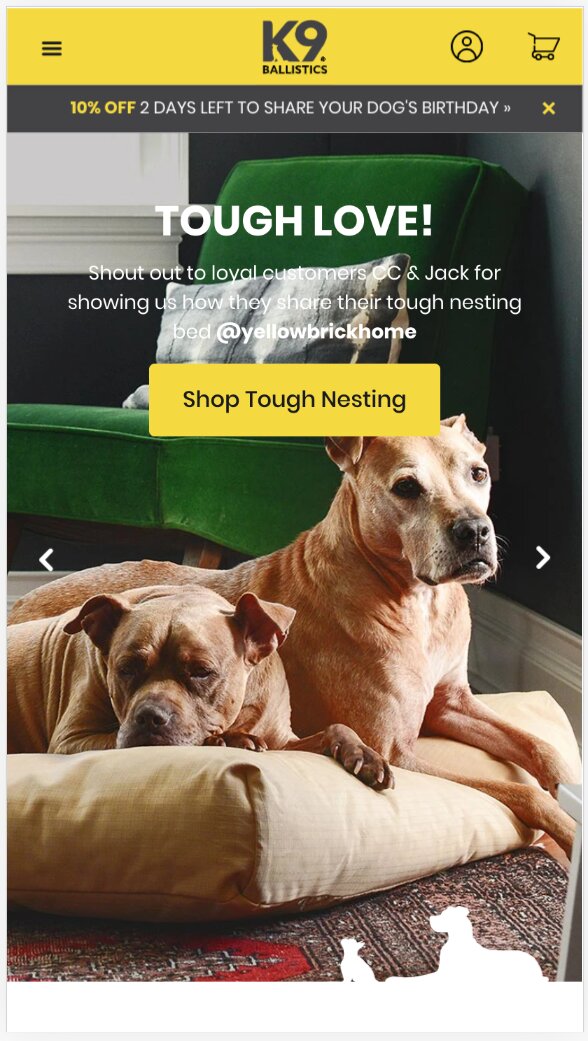 K9
BALLISTICS
10% OFF 2 DAYS LEFT TO SHARE YOUR DOG'S BIRTHDAY »
TOUGH LOVE!
Shout out to loyal customers CC & Jack for
showing us how they share their tough nesting
bed @yellowbrickhome
Shop Tough Nesting